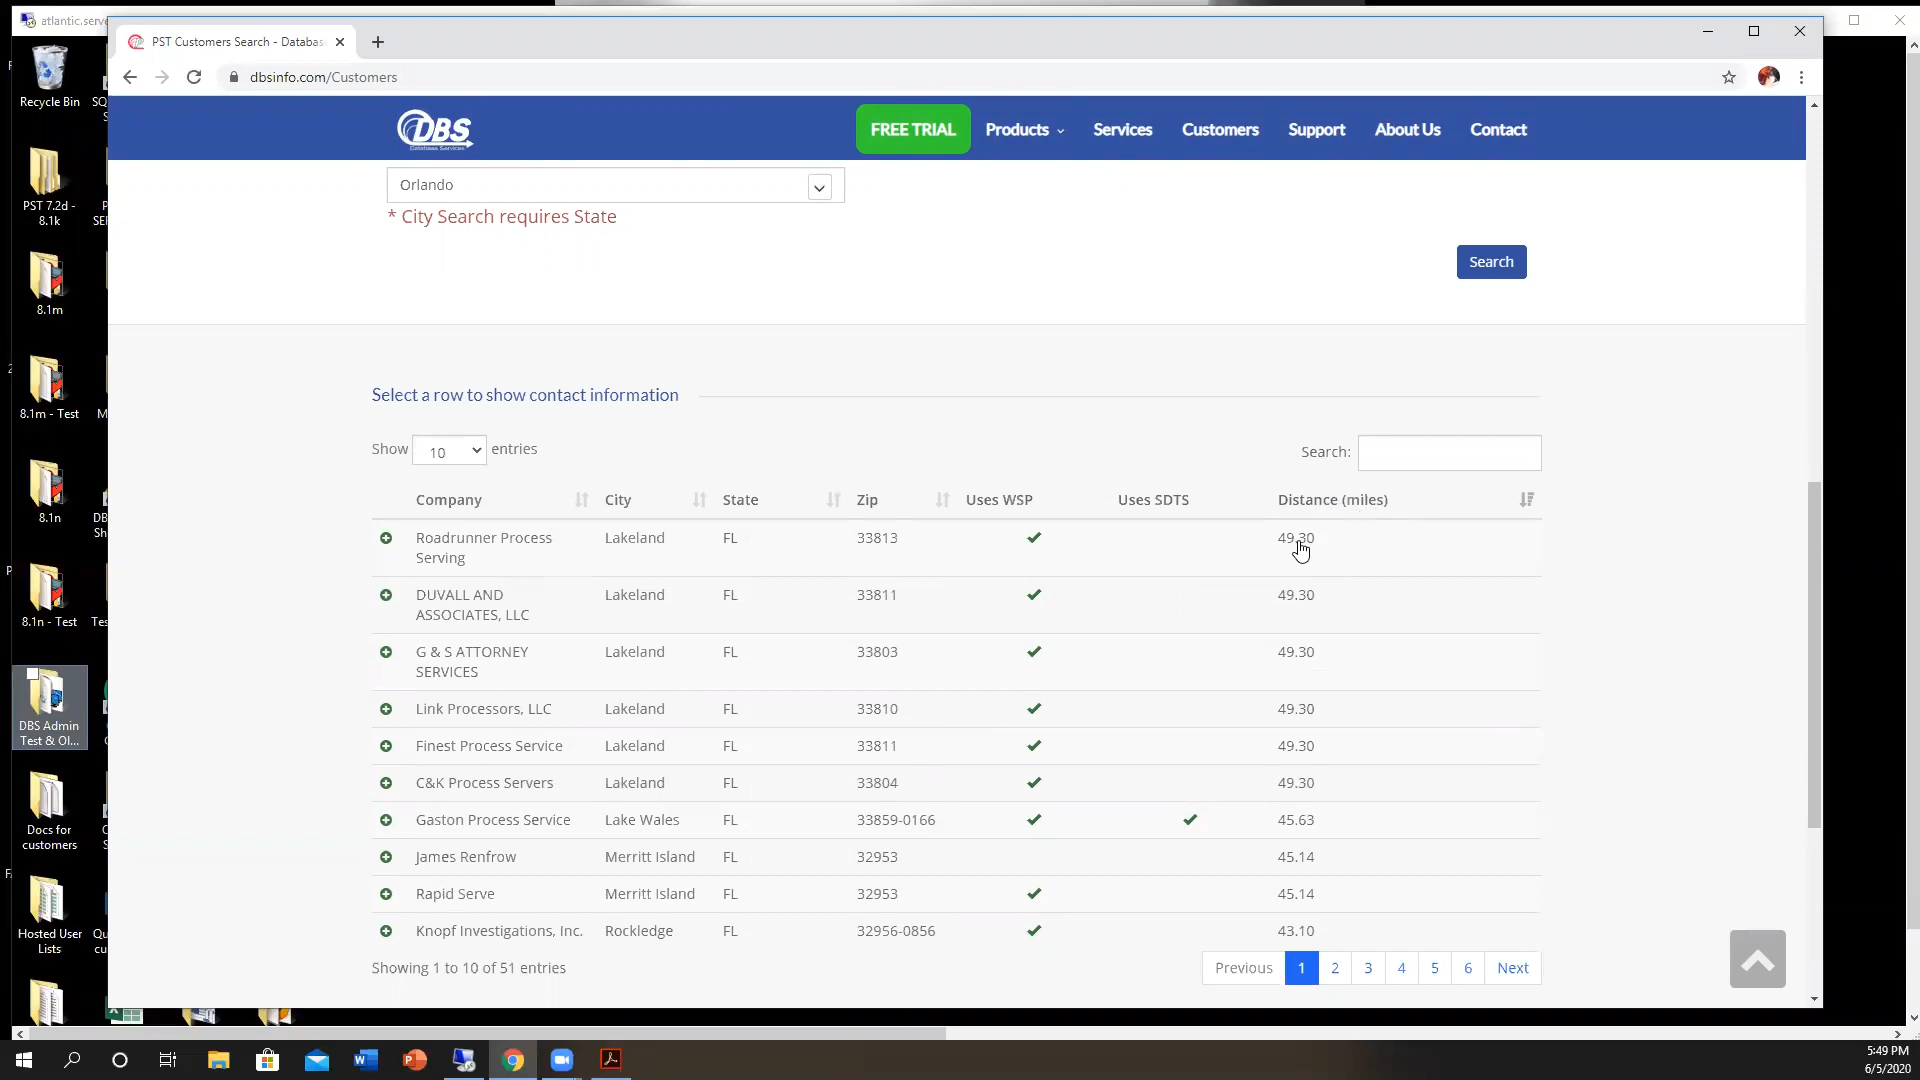 atlantic.serve
PST Customers Search - Databas
dbsinfo.com/Customers
Recycle Bin
SQ
S
PST 7.2d -
8.1k
P
SEI
8.1m
8.1m - Test
M
8.1n
DB
Sh
8.1n - Test
Tes
DBS Admin
Test & Ol...
Docs for
customers
Hosted User
Lists
Qu
cu
DBS
Database Services
FREE TRIAL
Products
Services
Customers
Support
About Us
Contact
Orlando
* City Search requires State
Search
Select a row to show contact information
Show 10 entries
Search:
Company City State Zip Uses WSP Uses SDTS Distance (miles)
Roadrunner Process
Serving
Lakeland FL 33813 49.30
DUVALL AND
ASSOCIATES, LLC
Lakeland FL 33811 49.30
G & S ATTORNEY
SERVICES
Lakeland FL 33803 49.30
Link Processors, LLC Lakeland FL 33810 49.30
Finest Process Service Lakeland FL 33811 49.30
C&K Process Servers Lakeland FL 33804 49.30
Gaston Process Service Lake Wales FL 33859-0166 45.63
James Renfrow Merritt Island FL 32953 45.14
Rapid Serve Merritt Island FL 32953 45.14
Knopf Investigations, Inc. Rockledge FL 32956-0856 43.10
Showing 1 to 10 of 51 entries
Previous 1 2 3 4 5 6 Next
5:49 PM
6/5/2020